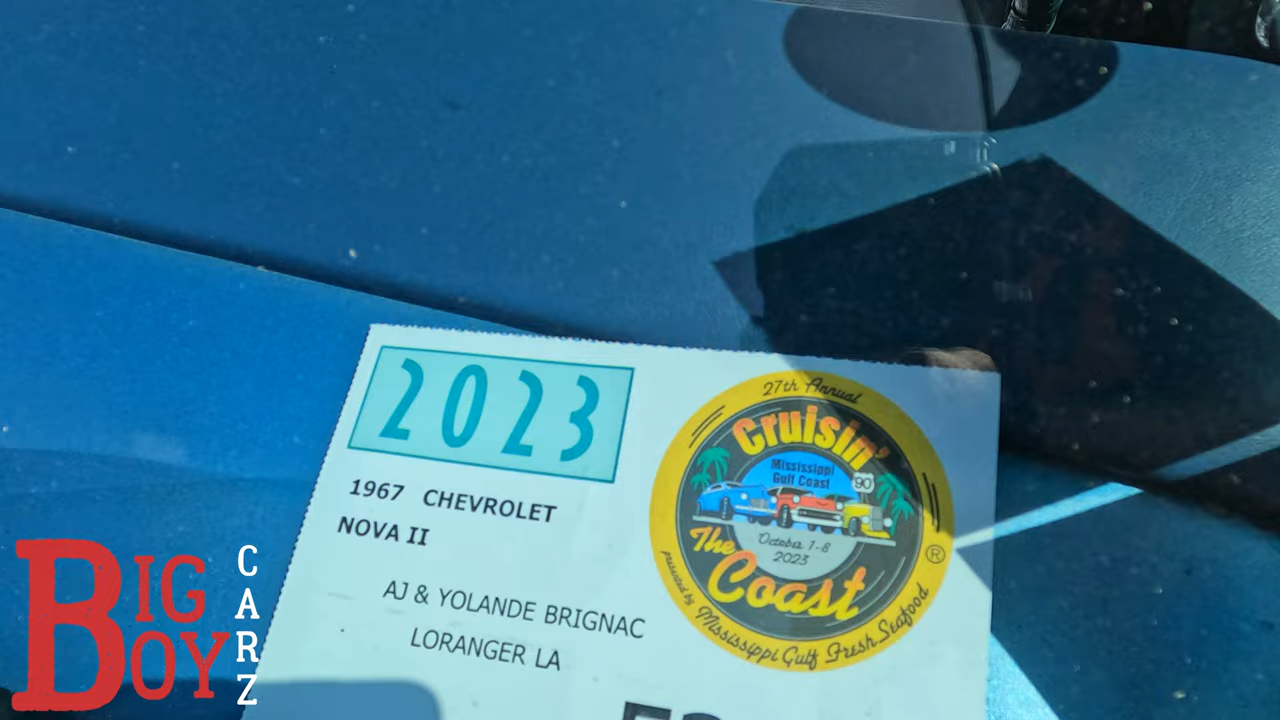 2023
1967 CHEVROLET
NOVA II
AJ & YOLANDE BRIGNAC
LORANGER LA
27th Annual
Cruisin'
Mississippi
Gulf Coast
90
The
October 1-8
2023
Coast
®
presented by Mississippi Gulf Fresh Seafood
BIG
BOY
CARZ